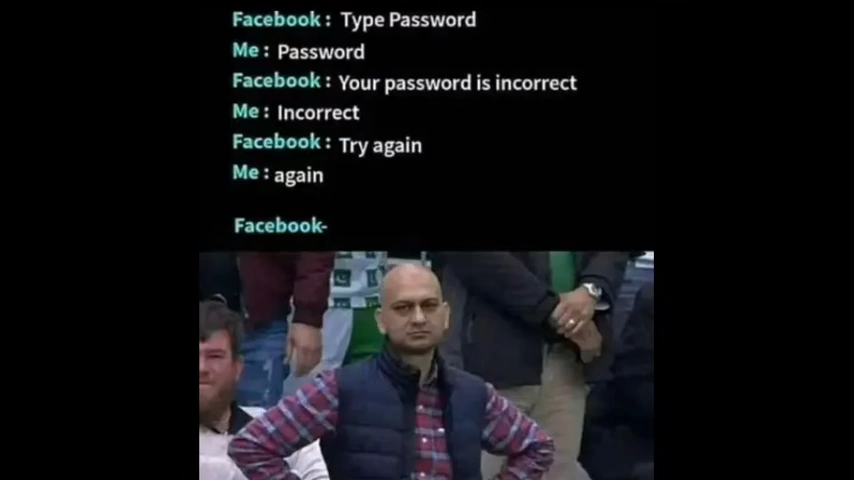 Facebook : Type Password
Me : Password
Facebook : Your password is incorrect
Me : Incorrect
Facebook : Try again
Me : again
Facebook-